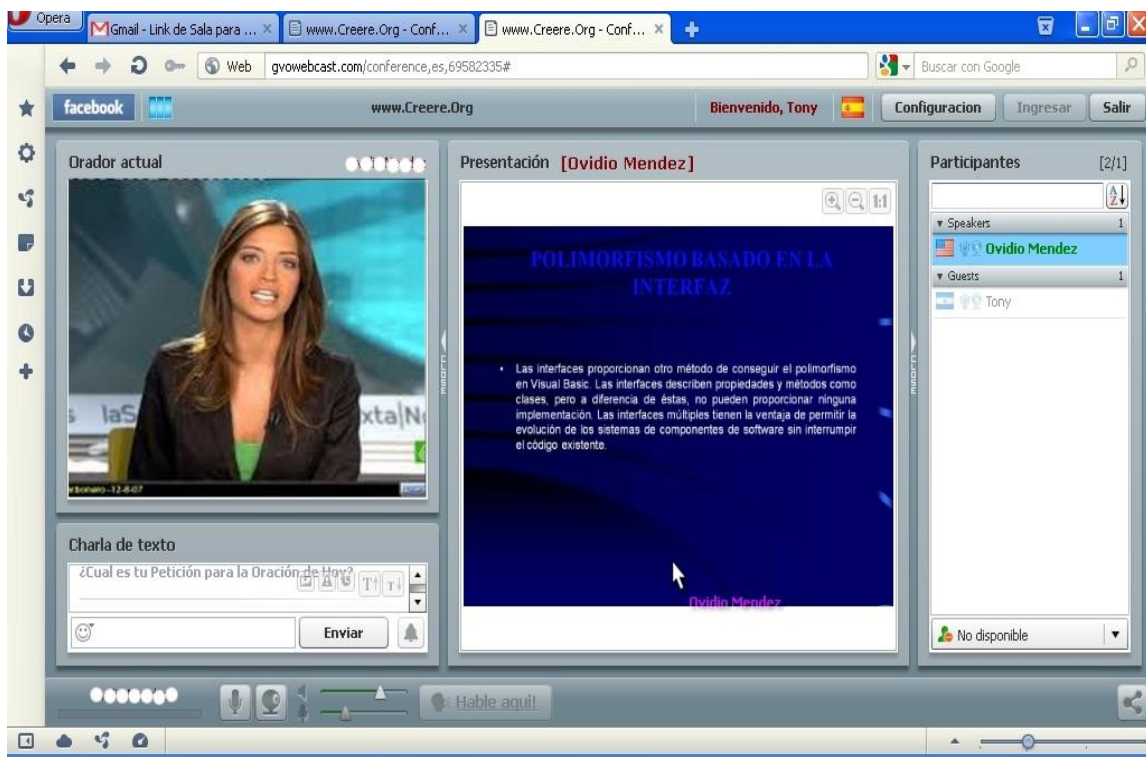 Opera
Gmail - Link de Sala para ...
www.Creere.Org - Conf...
www.Creere.Org - Conf...
Web
gvowebcast.com/conference,es,69582335#
Buscar con Google
facebook
www.Creere.Org
Bienvenido, Tony
Configuracion
Ingresar
Salir
Orador actual
laS
xta|N
-12-8-07
Charla de texto
¿Cual es tu Petición para la Oración de Hoy?
Enviar
Presentación [Ovidio Mendez]
1:1
POLIMORFISMO BASADO EN LA
INTERFAZ
• Las interfaces proporcionan otro método de conseguir el polimorfismo
en Visual Basic. Las interfaces describen propiedades y métodos como
clases, pero a diferencia de éstas, no pueden proporcionar ninguna
implementación. Las interfaces múltiples tienen la ventaja de permitir la
evolución de los sistemas de componentes de software sin interrumpir
el código existente.
Ovidio Mendez
CLOSE
CLOSE
Participantes [2/1]
A
Z
Speakers 1
Ovidio Mendez
Guests 1
Tony
No disponible
Hable aqui!